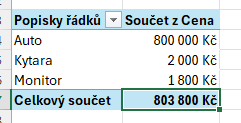 Popisky řádků Součet z Cena
Auto 800 000 Kč
Kytara 2 000 Kč
Monitor 1 800 Kč
Celkový součet 803 800 Kč